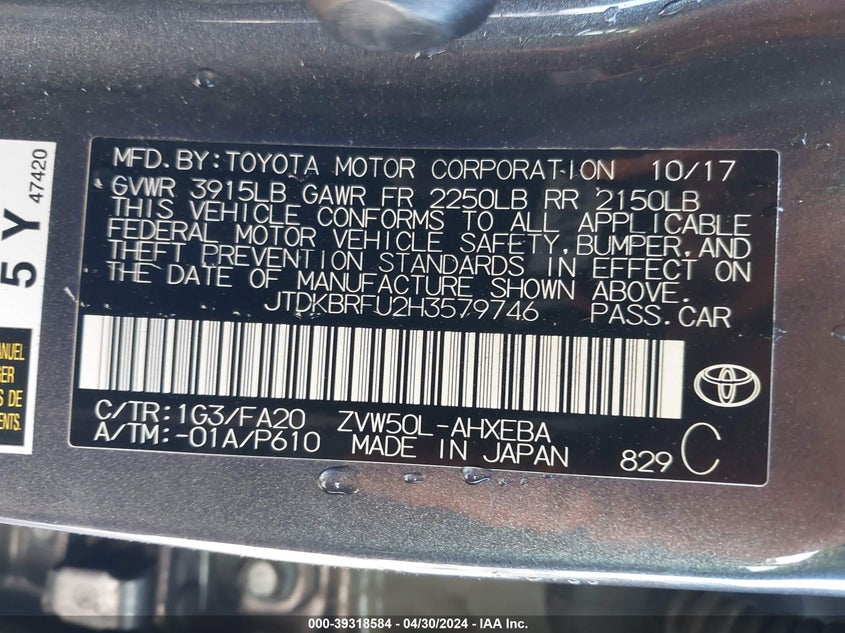 MFD.BY:TOYOTA MOTOR CORPORATION 10/17
GVWR 3915LB GAWR FR 2250LB RR 2150LB
THIS VEHICLE CONFORMS TO ALL APPLICABLE
FEDERAL MOTOR VEHICLE SAFETY,BUMPER,AND
THEFT PREVENTION STANDARDS IN EFFECT ON
THE DATE OF MANUFACTURE SHOWN ABOVE.
JTDKBRFU2H3579746 PASS.CAR
C/TR:1G3/FA20 ZVW50L-AHXEBA
A/TM:-01A/P610 MADE IN JAPAN 829 C
5 Y
47420
DE
000-39318584 - 04/30/2024 - IAA, Inc.